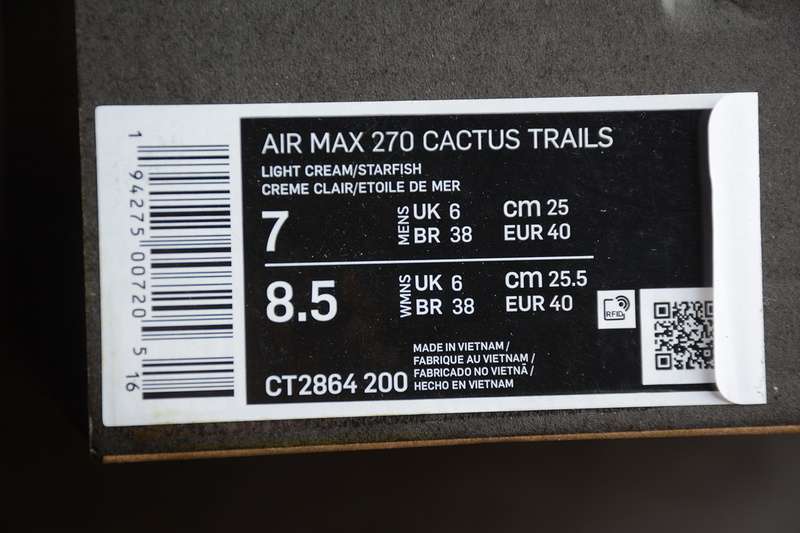 AIR MAX 270 CACTUS TRAILS
LIGHT CREAM/STARFISH
CREME CLAIR/ETOILE DE MER
7
MENS
UK 6 cm 25
BR 38 EUR 40
8.5
WMNS
UK 6 cm 25.5
BR 38 EUR 40
RFID
CT2864 200
MADE IN VIETNAM /
FABRIQUE AU VIETNAM /
FABRICADO NO VIETNÃ /
HECHO EN VIETNAM
1 94275 00720 5 16